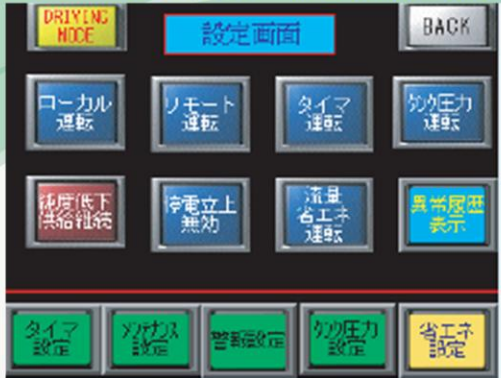 DRIVING
MODE
設定画面
BACK
ローカル
運転
リモート
運転
タイマ
運転
タンク圧力
運転
純度低下
供給継続
停電立上
無効
流量
省エネ
運転
異常履歴
表示
タイマ
設定
メンテナンス
設定
警報設定
タンク圧力
設定
省エネ
設定